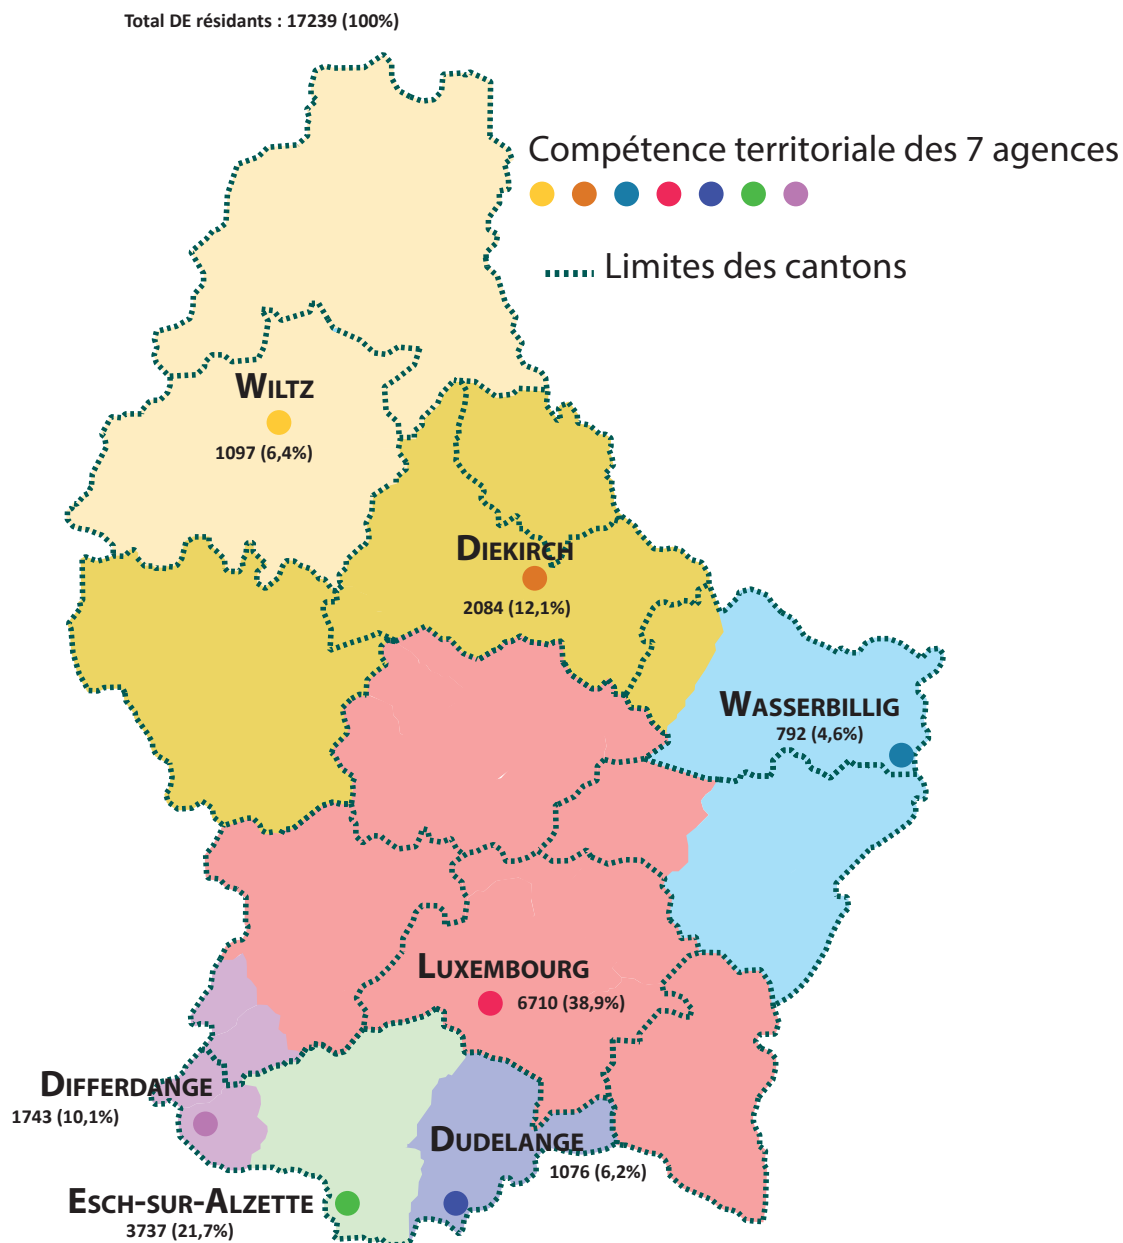 Total DE résidants : 17239 (100%)
Compétence territoriale des 7 agences
Limites des cantons
Wiltz
1097 (6,4%)
Diekirch
2084 (12,1%)
Wasserbillig
792 (4,6%)
Luxembourg
6710 (38,9%)
Differdange
1743 (10,1%)
Dudelange
1076 (6,2%)
Esch-sur-Alzette
3737 (21,7%)